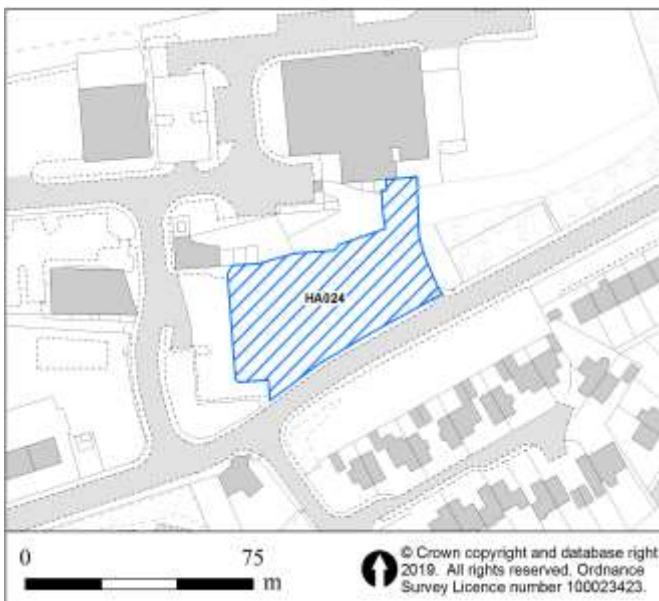 HA024
0 75
m
© Crown copyright and database right
2019. All rights reserved. Ordnance
Survey Licence number 100023423.